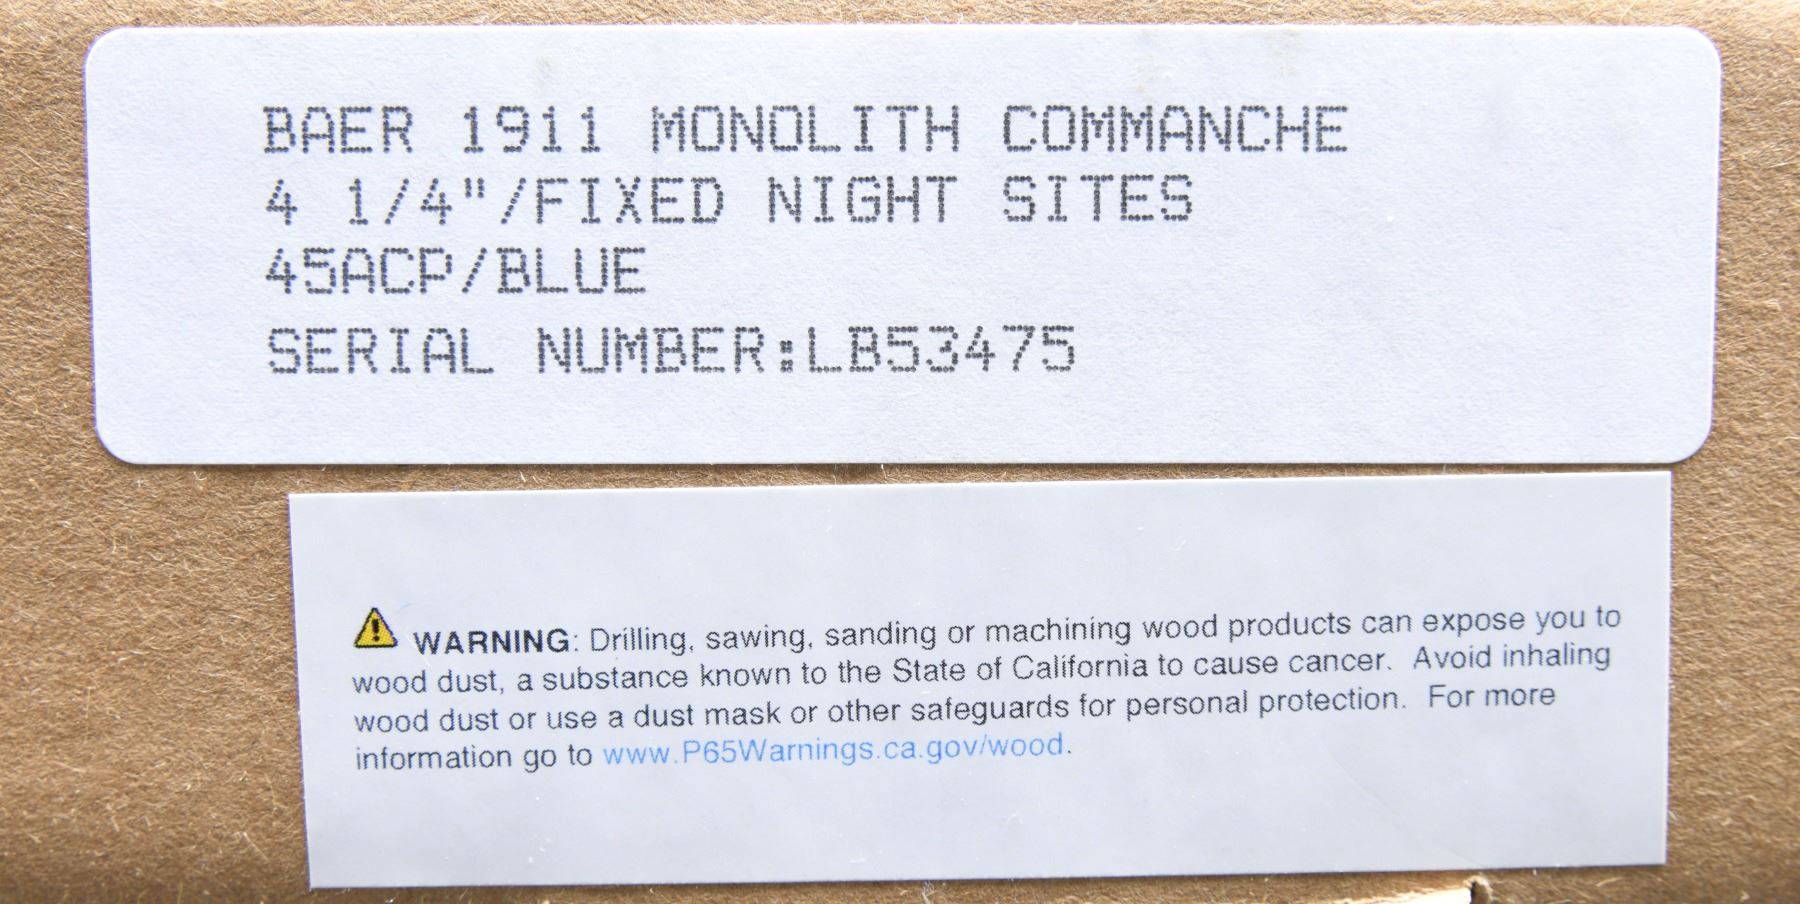 BAER 1911 MONOLITH COMMANCHE
4 1/4"/FIXED NIGHT SITES
45ACP/BLUE
SERIAL NUMBER:LB53475
WARNING: Drilling, sawing, sanding or machining wood products can expose you to
wood dust, a substance known to the State of California to cause cancer. Avoid inhaling
wood dust or use a dust mask or other safeguards for personal protection. For more
information go to www.P65Warnings.ca.gov/wood.